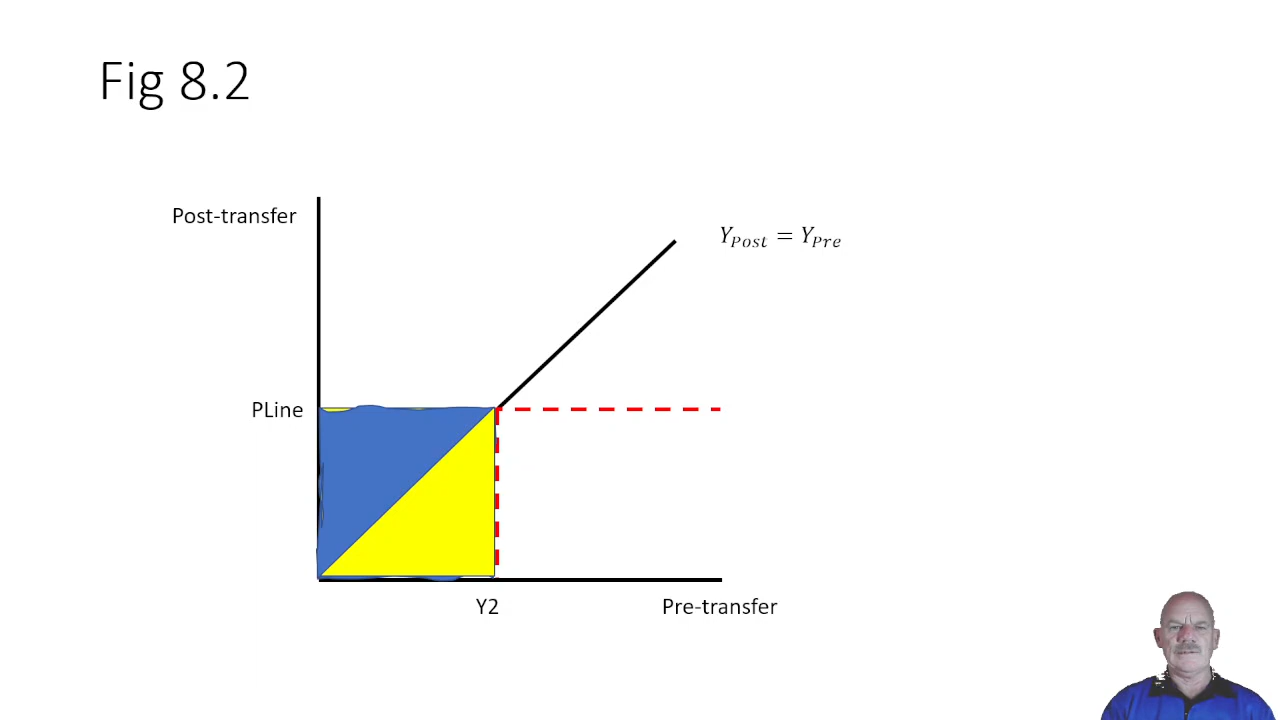 Fig 8.2
Post-transfer
Y_Post = Y_Pre
PLine
Y2
Pre-transfer